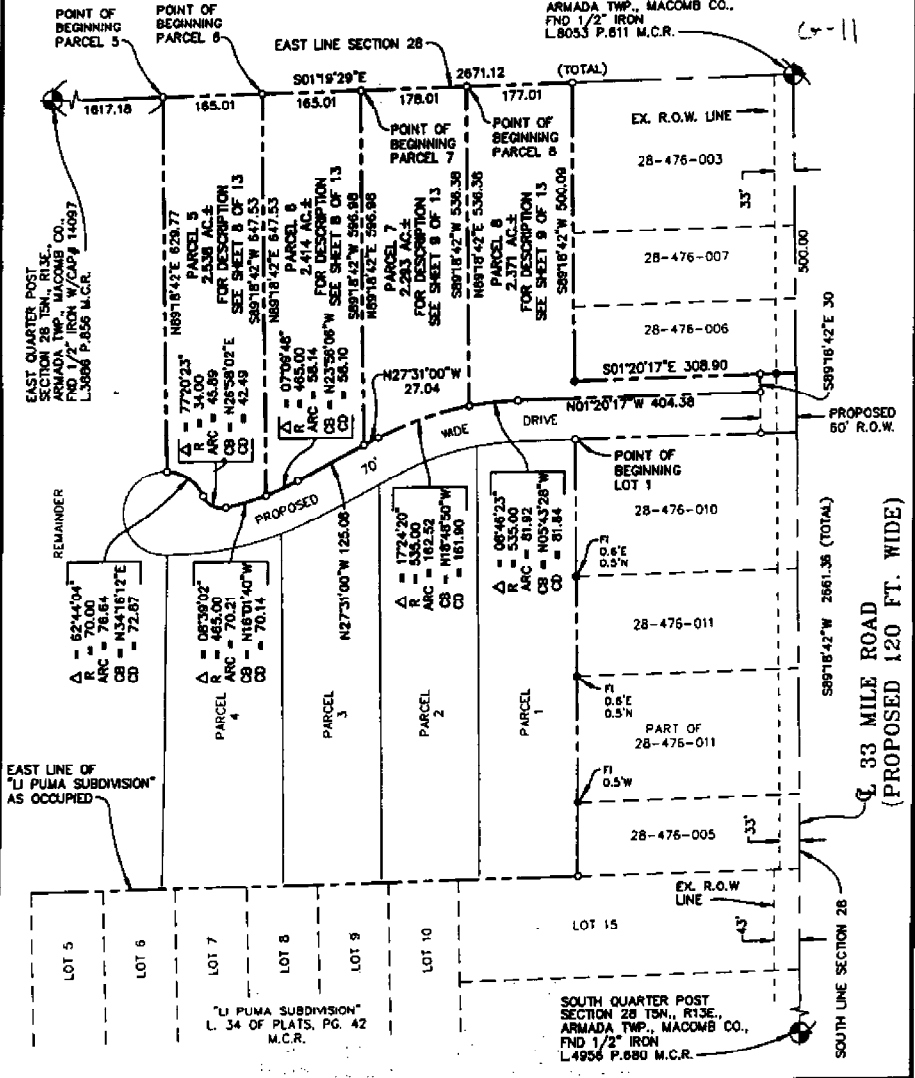 POINT OF
BEGINNING
PARCEL 5
POINT OF
BEGINNING
PARCEL 6
EAST LINE SECTION 28
ARMADA TWP., MACOMB CO.,
FND 1/2" IRON
L.8053 P.611 M.C.R.
S01°19'29"E
2671.12
(TOTAL)
1617.18
165.01
165.01
178.01
177.01
POINT OF
BEGINNING
PARCEL 7
POINT OF
BEGINNING
PARCEL 8
EX. R.O.W. LINE
28-476-003
33'
28-476-007
500.00
28-476-006
S89°18'42"E 30
EAST QUARTER POST
SECTION 28 T5N., R13E.,
ARMADA TWP., MACOMB CO.,
FND 1/2" IRON W/CAP# 14097
L.3886 P.856 M.C.R.
N89°18'42"E 629.77
PARCEL 5
2.538 AC.±
FOR DESCRIPTION
SEE SHEET 8 OF 13
S89°18'42"W 647.53
N89°18'42"E 647.53
PARCEL 6
2.414 AC.±
FOR DESCRIPTION
SEE SHEET 8 OF 13
S89°18'42"W 596.98
N89°18'42"E 596.98
PARCEL 7
2.293 AC.±
FOR DESCRIPTION
SEE SHEET 9 OF 13
S89°18'42"W 536.38
N89°18'42"E 536.38
PARCEL 8
2.371 AC.±
FOR DESCRIPTION
SEE SHEET 9 OF 13
S89°18'42"W 500.09
Δ = 77°20'23"
R = 34.00
ARC = 45.89
CB = N26°58'02"E
CD = 42.49
Δ = 07°09'48"
R = 465.00
ARC = 58.14
CB = N23°56'06"W
CD = 58.10
N27°31'00"W
27.04
S01°20'17"E 308.90
N01°20'17"W 404.38
PROPOSED
60' R.O.W.
PROPOSED 70' WIDE DRIVE
POINT OF
BEGINNING
LOT 1
REMAINDER
Δ = 62°44'04"
R = 70.00
ARC = 76.64
CB = N34°16'12"E
CD = 72.87
Δ = 08°39'02"
R = 465.00
ARC = 70.21
CB = N16°01'40"W
CD = 70.14
N27°31'00"W 125.08
Δ = 17°24'20"
R = 535.00
ARC = 162.52
CB = N18°48'50"W
CD = 161.90
Δ = 08°46'23"
R = 535.00
ARC = 81.92
CB = N05°43'28"W
CD = 81.84
28-476-010
FI
0.6'E
0.5'N
28-476-011
FI
0.6'E
0.5'N
PART OF
28-476-011
FI
0.5'W
28-476-005
33'
PARCEL
4
PARCEL
3
PARCEL
2
PARCEL
1
S89°18'42"W 2661.36 (TOTAL)
℄ 33 MILE ROAD
(PROPOSED 120 FT. WIDE)
EAST LINE OF
"LI PUMA SUBDIVISION"
AS OCCUPIED
LOT 5
LOT 6
LOT 7
LOT 8
LOT 9
LOT 10
LOT 15
EX. R.O.W
LINE
43'
SOUTH LINE SECTION 28
"LI PUMA SUBDIVISION"
L. 34 OF PLATS, PG. 42
M.C.R.
SOUTH QUARTER POST
SECTION 28 T5N., R13E.,
ARMADA TWP., MACOMB CO.,
FND 1/2" IRON
L.4956 P.680 M.C.R.